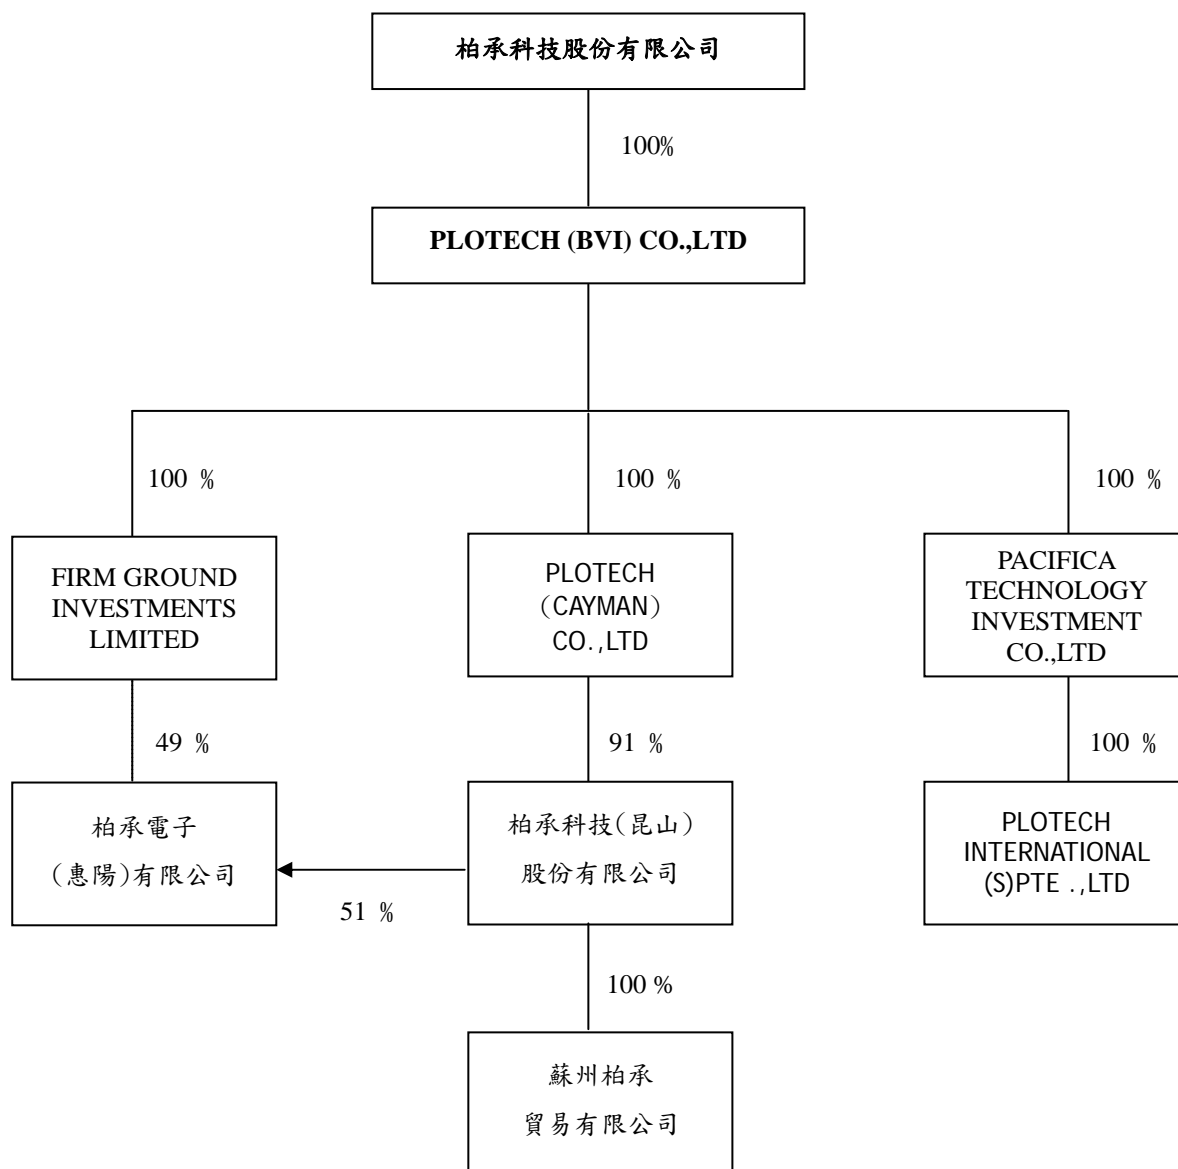 柏承科技股份有限公司
100%
PLOTECH (BVI) CO.,LTD
100 %
100 %
100 %
FIRM GROUND
INVESTMENTS
LIMITED
PLOTECH
(CAYMAN)
CO.,LTD
PACIFICA
TECHNOLOGY
INVESTMENT
CO.,LTD
49 %
91 %
100 %
柏承電子
(惠陽)有限公司
柏承科技(昆山)
股份有限公司
PLOTECH
INTERNATIONAL
(S)PTE .,LTD
51 %
100 %
蘇州柏承
貿易有限公司